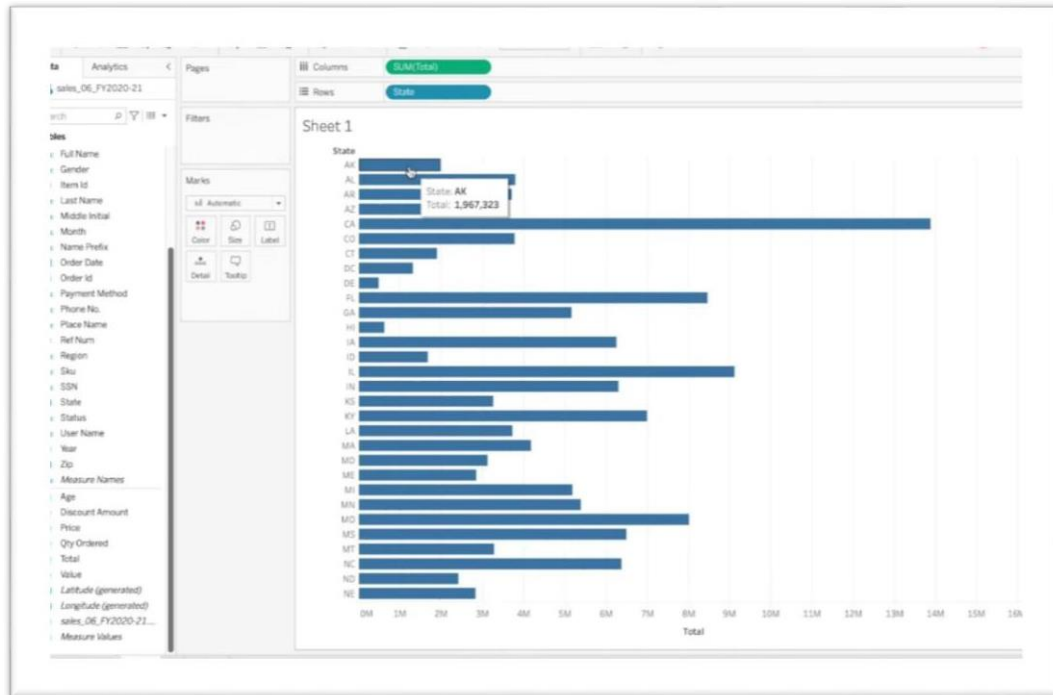 ta Analytics <
sales_06_FY2020-21
arch
bles
Full Name
Gender
Item Id
Last Name
Middle Initial
Month
Name Prefix
Order Date
Order Id
Payment Method
Phone No.
Place Name
Ref Num
Region
Sku
SSN
State
Status
User Name
Year
Zip
Measure Names
Age
Discount Amount
Price
Qty Ordered
Total
Value
Latitude (generated)
Longitude (generated)
sales_06_FY2020-21...
Measure Values
Pages
Filters
Marks
Automatic
Color Size Label
Detail Tooltip
Columns SUM(Total)
Rows State
Sheet 1
State
AK
AL
AR
AZ
CA
CO
CT
DC
DE
FL
GA
HI
IA
ID
IL
IN
KS
KY
LA
MA
MD
ME
MI
MN
MO
MS
MT
NC
ND
NE
State: AK
Total: 1,967,323
0M 1M 2M 3M 4M 5M 6M 7M 8M 9M 10M 11M 12M 13M 14M 15M 16M
Total